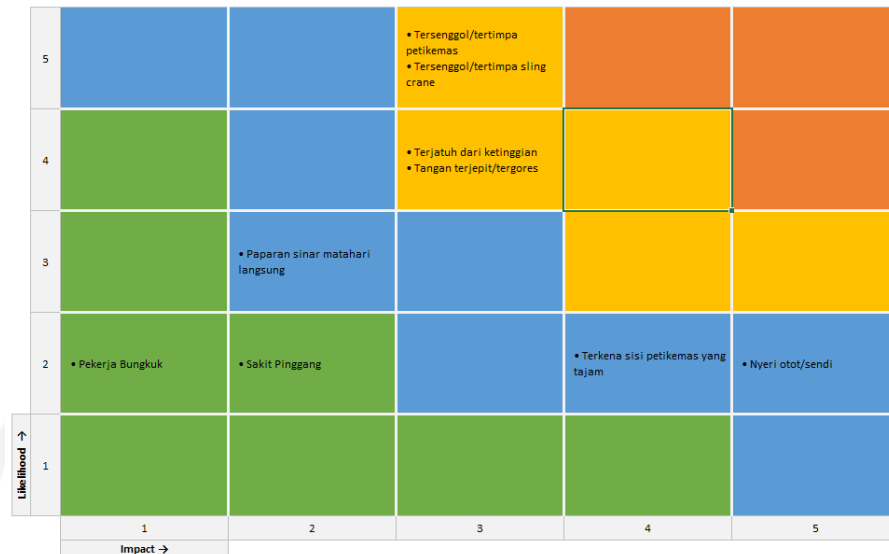 5
• Tersenggol/tertimpa
petikemas
• Tersenggol/tertimpa sling
crane
4
• Terjatuh dari ketinggian
• Tangan terjepit/tergores
3
• Paparan sinar matahari
langsung
2
• Pekerja Bungkuk
• Sakit Pinggang
• Terkena sisi petikemas yang
tajam
• Nyeri otot/sendi
Likelihood →
1
1
2
3
4
5
Impact →